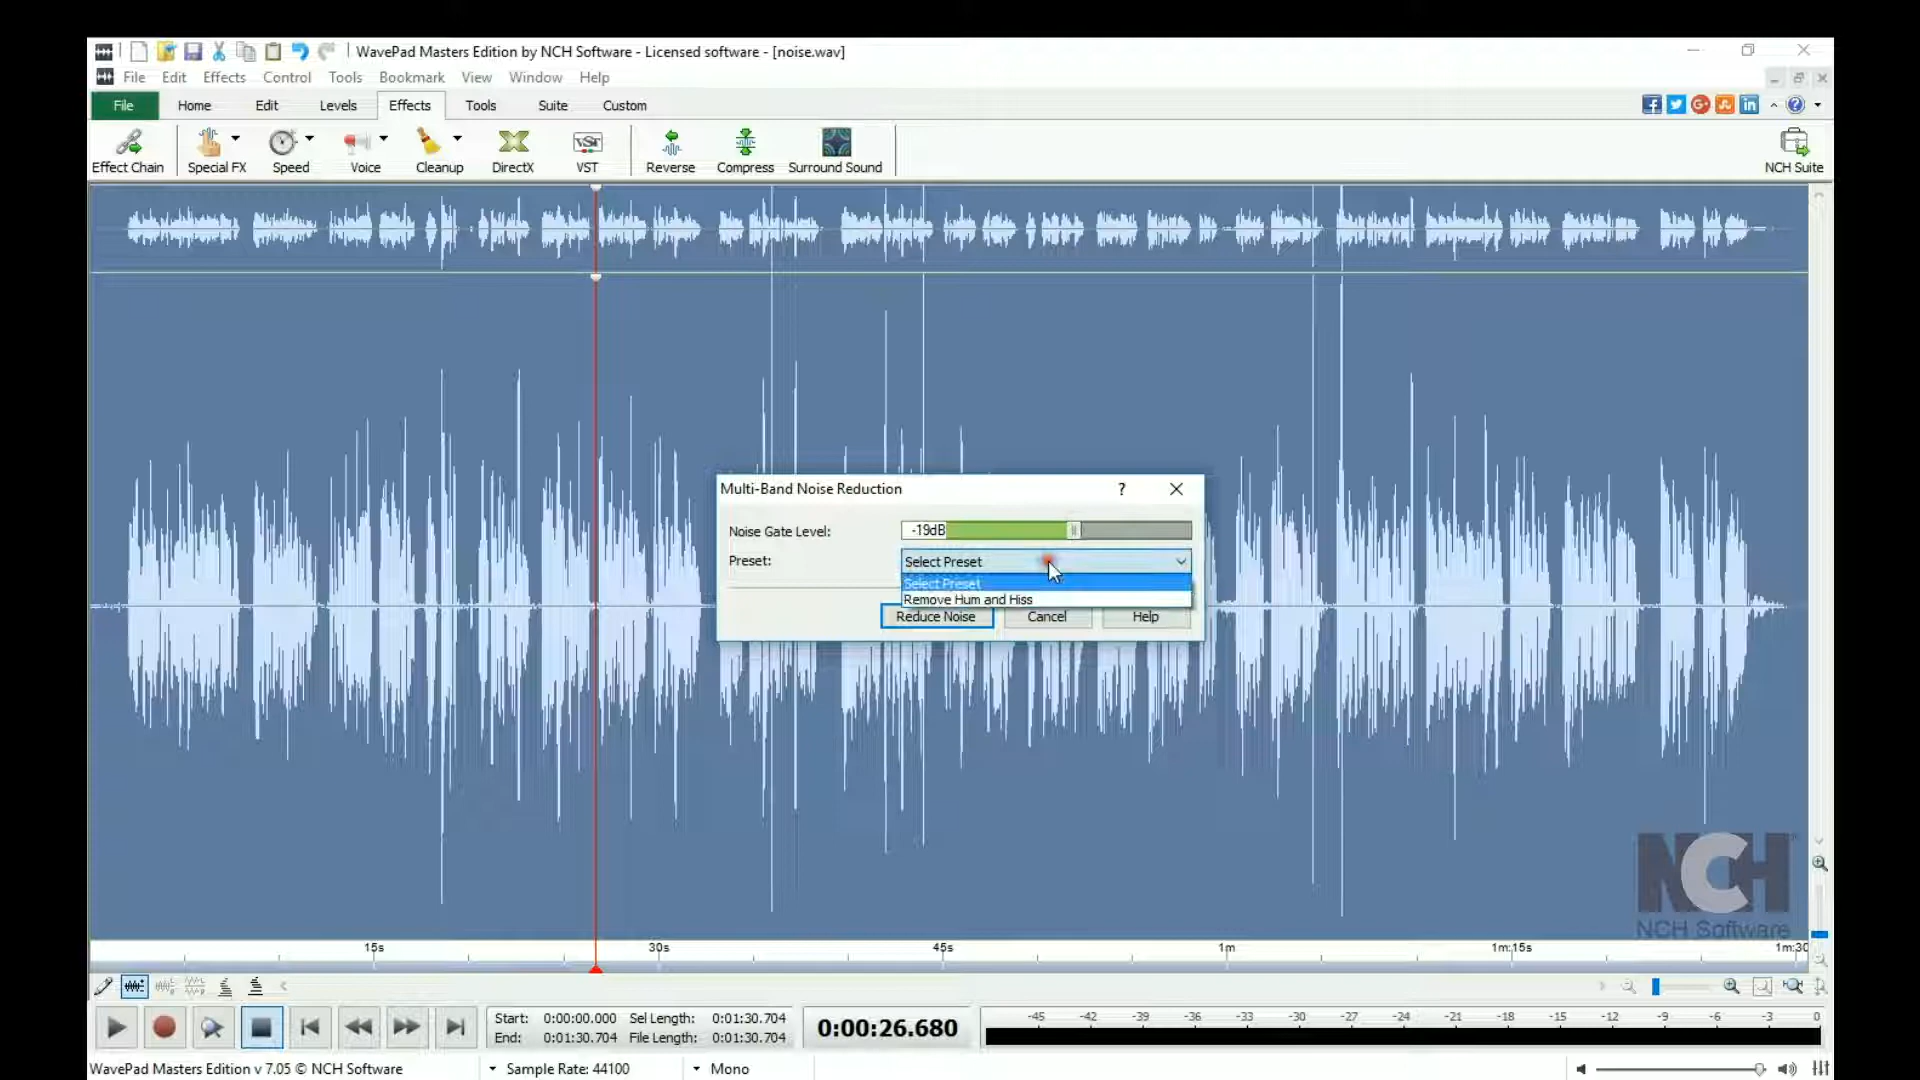 WavePad Masters Edition by NCH Software - Licensed software - [noise.wav]
File Edit Effects Control Tools Bookmark View Window Help
File Home Edit Levels Effects Tools Suite Custom
Effect Chain Special FX Speed Voice Cleanup DirectX VST Reverse Compress Surround Sound NCH Suite
Multi-Band Noise Reduction ?
Noise Gate Level: -19dB
Preset: Select Preset
Select Preset
Remove Hum and Hiss
Reduce Noise Cancel Help
NCH
NCH Software
15s 30s 45s 1m 1m:15s 1m:30
Start: 0:00:00.000 Sel Length: 0:01:30.704
End: 0:01:30.704 File Length: 0:01:30.704
0:00:26.680
-45 -42 -39 -36 -33 -30 -27 -24 -21 -18 -15 -12 -9 -6 -3 0
WavePad Masters Edition v 7.05 © NCH Software Sample Rate: 44100 Mono